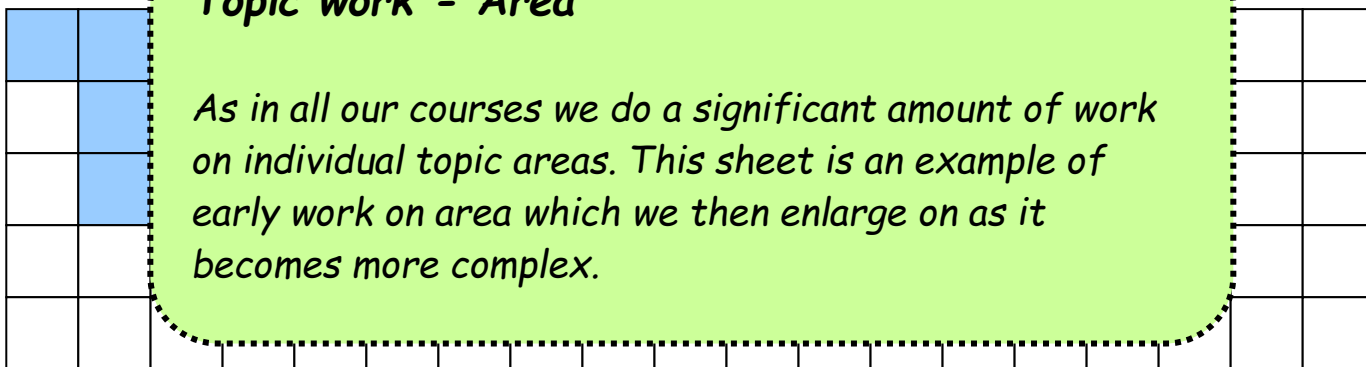 Topic work - Area
As in all our courses we do a significant amount of work
on individual topic areas. This sheet is an example of
early work on area which we then enlarge on as it
becomes more complex.